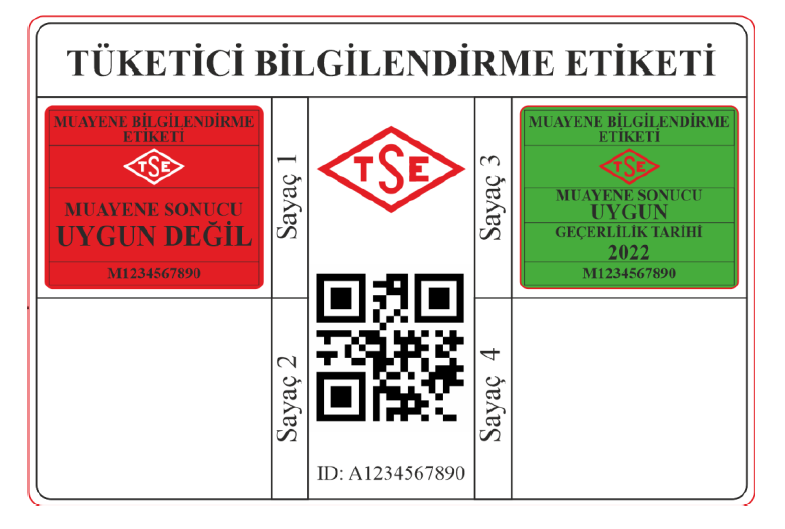 TÜKETİCİ BİLGİLENDİRME ETİKETİ
MUAYENE BİLGİLENDİRME
ETİKETİ
TSE
MUAYENE SONUCU
UYGUN DEĞİL
M1234567890
Sayaç 1
Sayaç 2
TSE
ID: A1234567890
Sayaç 3
Sayaç 4
MUAYENE BİLGİLENDİRME
ETİKETİ
TSE
MUAYENE SONUCU
UYGUN
GEÇERLİLİK TARİHİ
2022
M1234567890